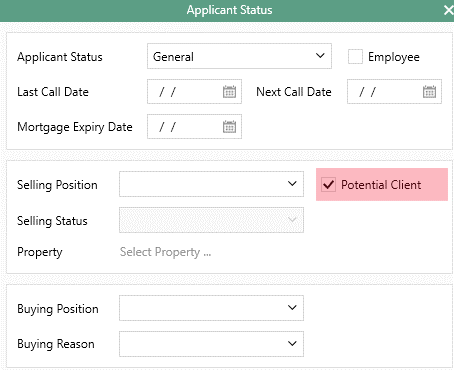 Applicant Status
Applicant Status General Employee
Last Call Date / / Next Call Date / /
Mortgage Expiry Date / /
Selling Position Potential Client
Selling Status
Property Select Property ...
Buying Position
Buying Reason